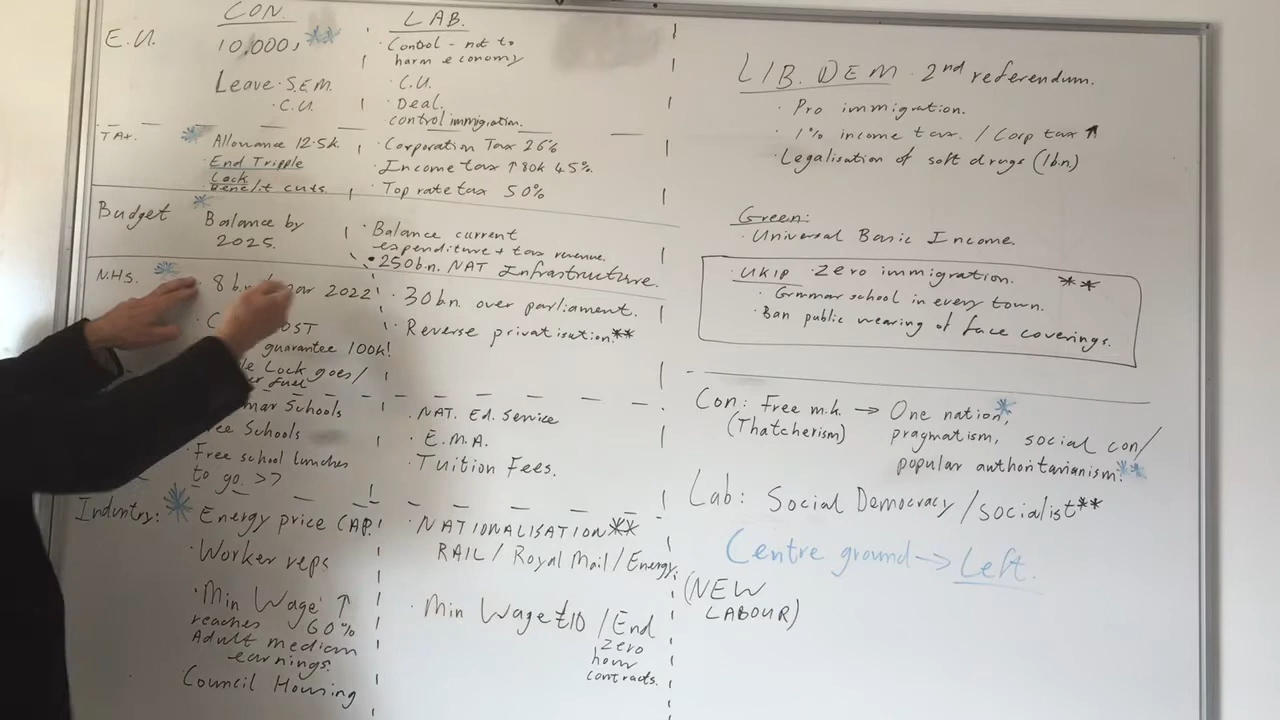 CON.
LAB.
E.U.
10,000, **
Leave · S.E.M.
· C.U.
· Control - not to
harm economy
· C.U.
· Deal.
control immigration.
* Allowance 12.5k.
End Tripple
Lock
· Benefit cuts.
· Corporation Tax 26%
· Income tax ↑ 80k 45%.
· Top rate tax 50%
Budget
* Balance by
2025.
· Balance current
expenditure + tax revenue.
• 250bn. NAT Infrastructure.
N.H.S. *
8 bn. 2022
guarantee 100k!
Lock goes/
fuel
· 30bn. over parliament.
· Reverse privatisation. **
Schools
Schools
· Free school lunches
to go. >>
· NAT. Ed. Service
· E.M.A.
· Tuition Fees.
Industry: *
· Energy price CAP!
· Worker reps
· Min Wage ↑
reaches 60%
Adult median
earnings.
· Council Housing
· NATIONALISATION **
RAIL / Royal Mail / Energy.
· Min Wage £10 / End
zero
hour
contracts.
LIB. DEM · 2nd referendum.
· Pro immigration.
· 1% income tax. / Corp tax ↑
· Legalisation of soft drugs (1bn)
Green:
· Universal Basic Income.
UKIP · Zero immigration. **
· Grmmar school in every town.
· Ban public wearing of face coverings.
Con: Free mk. → One nation, *
(Thatcherism) pragmatism, social con/
popular authoritarianism. **
Lab: Social Democracy / socialist **
Centre ground → Left.
(NEW
LABOUR)